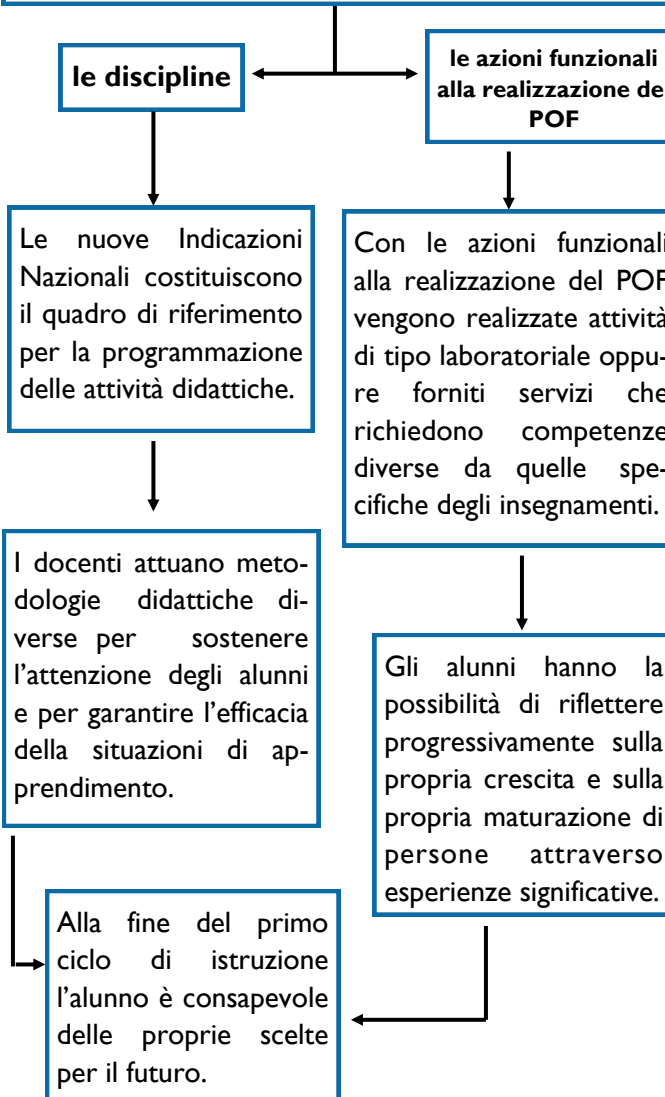 le discipline
le azioni funzionali
alla realizzazione de
POF
Le nuove Indicazioni
Nazionali costituiscono
il quadro di riferimento
per la programmazione
delle attività didattiche.
Con le azioni funzionali
alla realizzazione del POF
vengono realizzate attività
di tipo laboratoriale oppu-
re forniti servizi che
richiedono competenze
diverse da quelle spe-
cifiche degli insegnamenti.
I docenti attuano meto-
dologie didattiche di-
verse per sostenere
l’attenzione degli alunni
e per garantire l’efficacia
della situazioni di ap-
prendimento.
Gli alunni hanno la
possibilità di riflettere
progressivamente sulla
propria crescita e sulla
propria maturazione di
persone attraverso
esperienze significative.
Alla fine del primo
ciclo di istruzione
l’alunno è consapevole
delle proprie scelte
per il futuro.